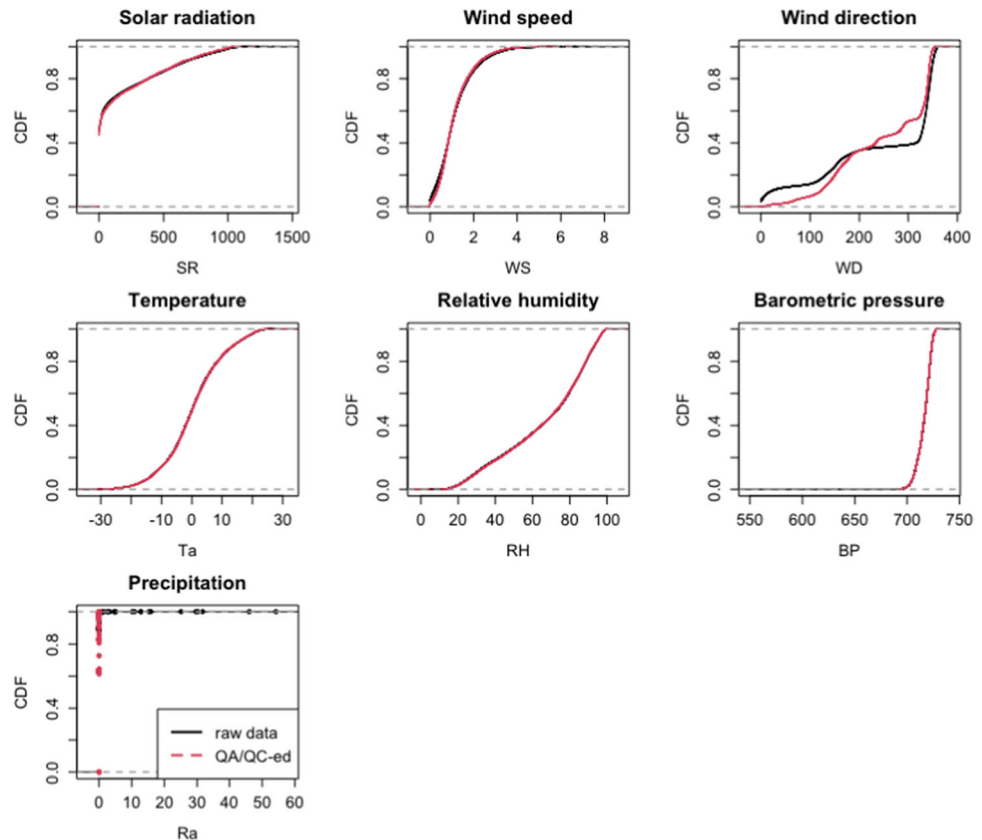 Solar radiation
CDF
0.0 0.4 0.8
0 500 1000 1500
SR
Wind speed
CDF
0.0 0.4 0.8
0 2 4 6 8
WS
Wind direction
CDF
0.0 0.4 0.8
0 100 200 300 400
WD
Temperature
CDF
0.0 0.4 0.8
-30 -10 0 10 30
Ta
Relative humidity
CDF
0.0 0.4 0.8
0 20 40 60 80 100
RH
Barometric pressure
CDF
0.0 0.4 0.8
550 600 650 700 750
BP
Precipitation
CDF
0.0 0.4 0.8
raw data
QA/QC-ed
0 10 20 30 40 50 60
Ra